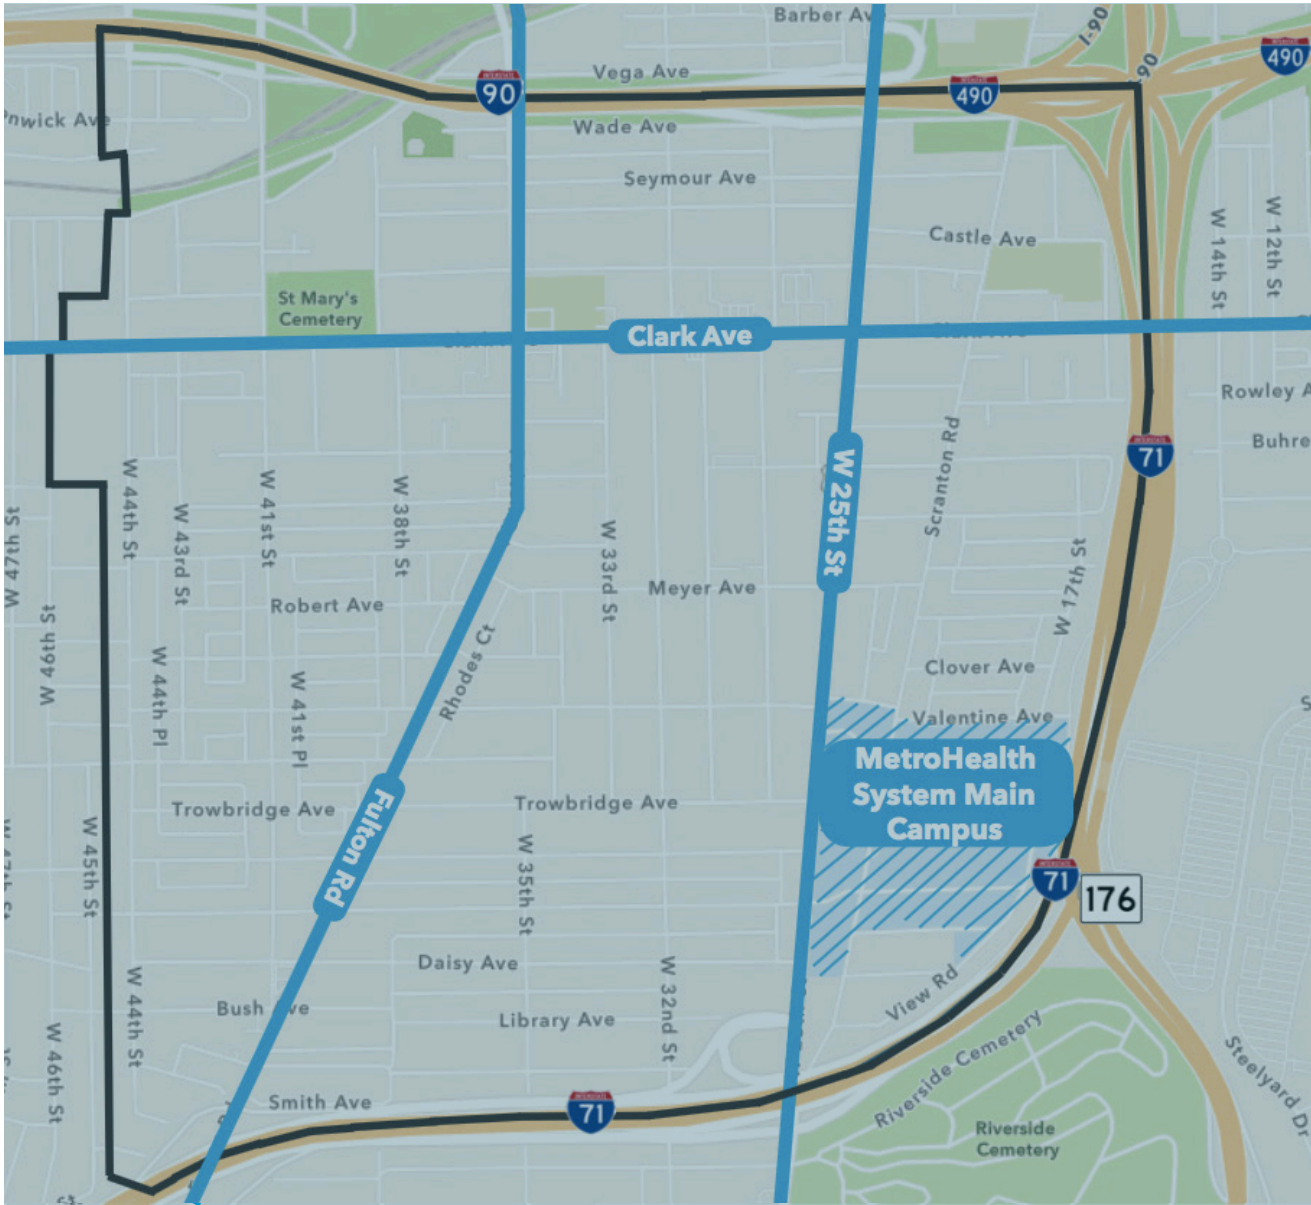 Barber Av
I-90
90
490
Vega Ave
90
490
nwick Ave
Wade Ave
Seymour Ave
Castle Ave
W 14th St
W 12th St
St Mary's
Cemetery
Clark Ave
Rowley A
Buhre
W 25th St
Scranton Rd
71
W 47th St
W 44th St
W 43rd St
W 41st St
W 38th St
W 33rd St
Meyer Ave
W 17th St
Robert Ave
W 46th St
Rhodes Ct
Clover Ave
W 44th Pl
W 41st Pl
Valentine Ave
MetroHealth
System Main
Campus
Trowbridge Ave
Trowbridge Ave
Fulton Rd
W 45th St
W 35th St
71
176
Daisy Ave
W 44th St
W 32nd St
View Rd
Bush ve
Library Ave
W 46th St
Smith Ave
71
Riverside Cemetery
Riverside
Cemetery
Steelyard Dr